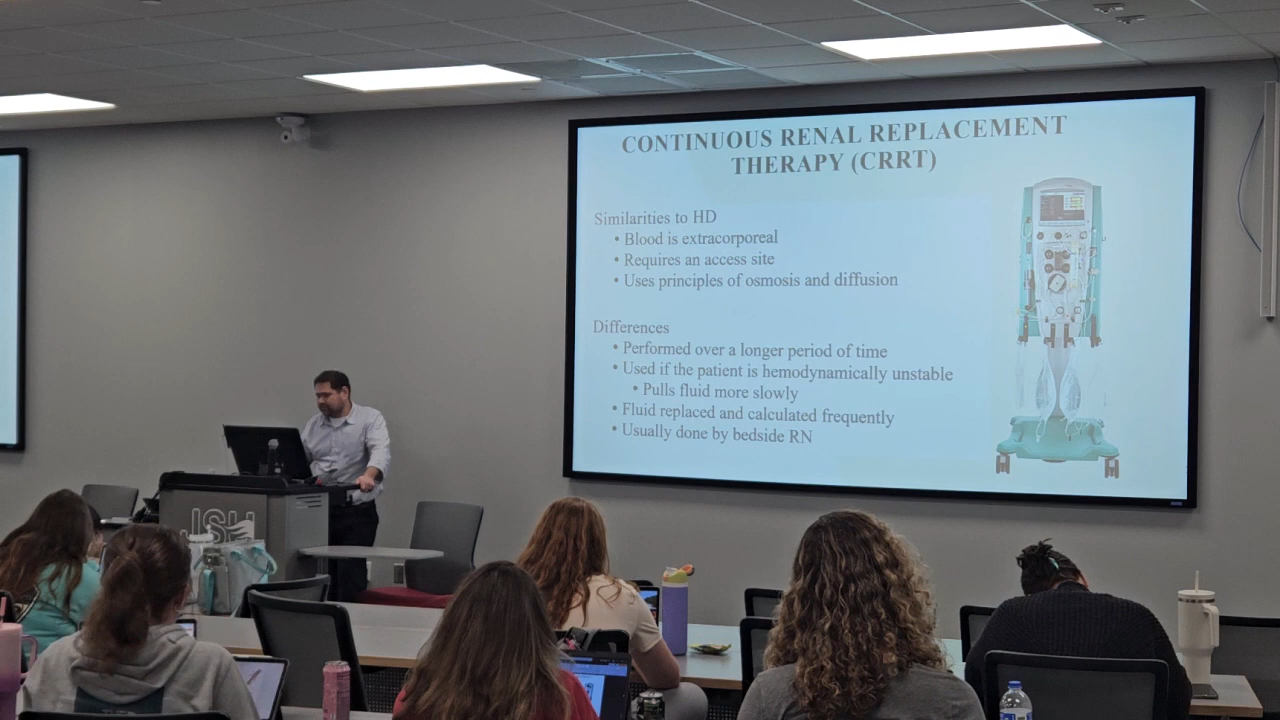 CONTINUOUS RENAL REPLACEMENT
THERAPY (CRRT)
Similarities to HD
• Blood is extracorporeal
• Requires an access site
• Uses principles of osmosis and diffusion
Differences
• Performed over a longer period of time
• Used if the patient is hemodynamically unstable
• Pulls fluid more slowly
• Fluid replaced and calculated frequently
• Usually done by bedside RN